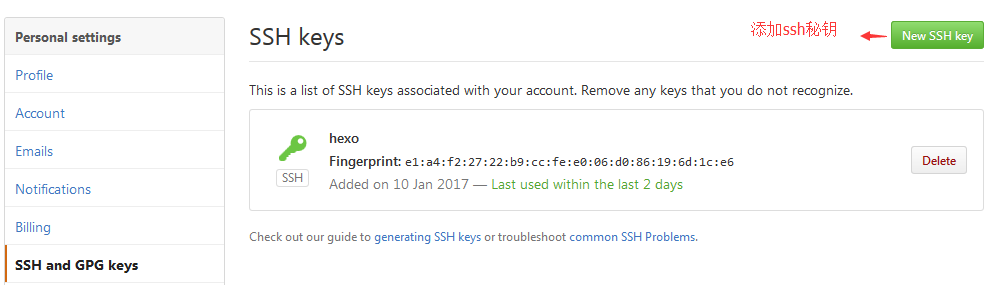 Personal settings
Profile
Account
Emails
Notifications
Billing
SSH and GPG keys
SSH keys
添加ssh秘钥
New SSH key
This is a list of SSH keys associated with your account. Remove any keys that you do not recognize.
hexo
Fingerprint: e1:a4:f2:27:22:b9:cc:fe:e0:06:d0:86:19:6d:1c:e6
SSH
Added on 10 Jan 2017 — Last used within the last 2 days
Delete
Check out our guide to generating SSH keys or troubleshoot common SSH Problems.